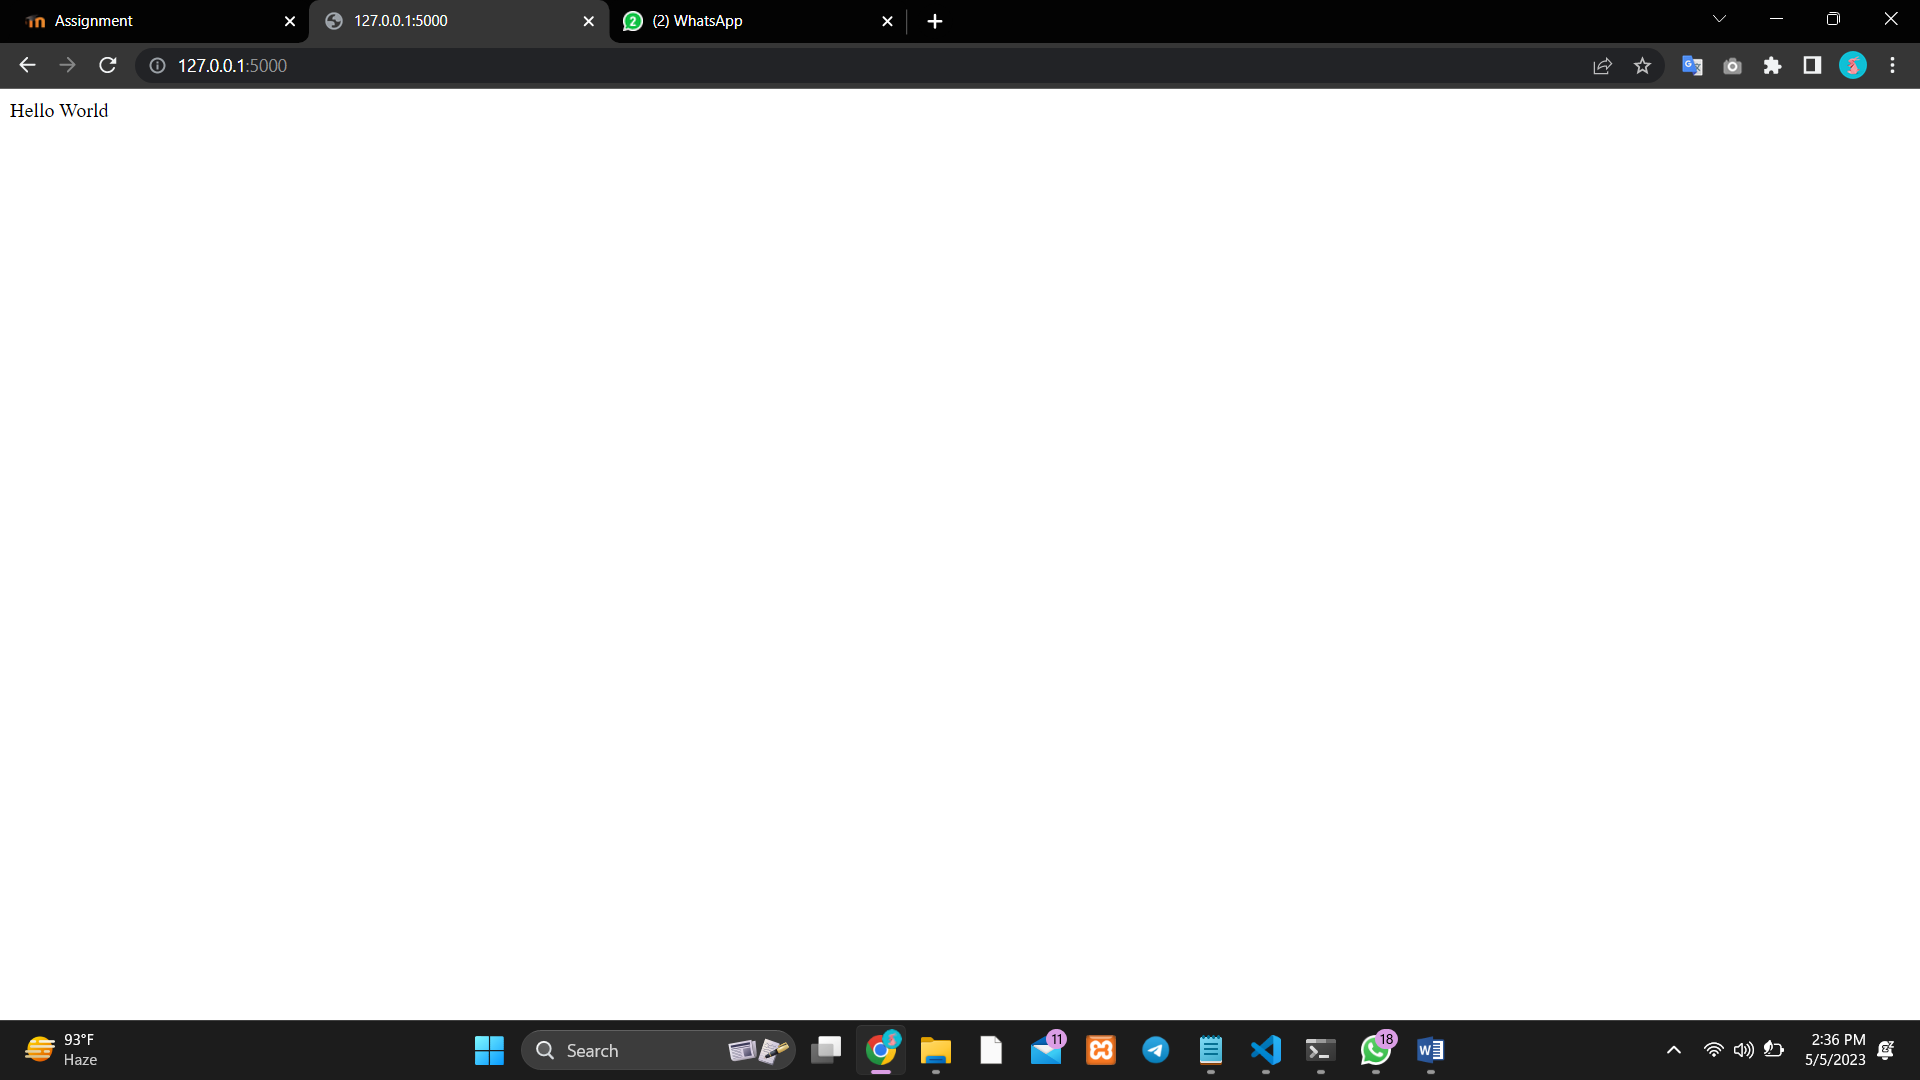 Assignment
127.0.0.1:5000
2
(2) WhatsApp
127.0.0.1:5000
Hello World
93°F
Haze
Search
11
18
2:36 PM
5/5/2023